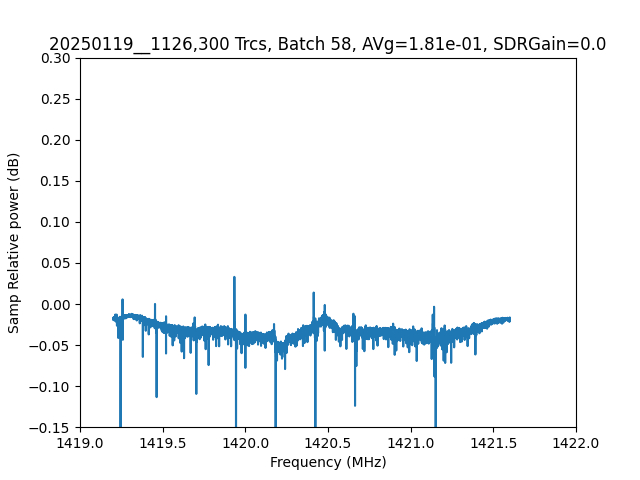 20250119__1126,300 Trcs, Batch 58, AVg=1.81e-01, SDRGain=0.0
0.30
0.25
0.20
0.15
0.10
0.05
0.00
−0.05
−0.10
−0.15
Samp Relative power (dB)
1419.0 1419.5 1420.0 1420.5 1421.0 1421.5 1422.0
Frequency (MHz)